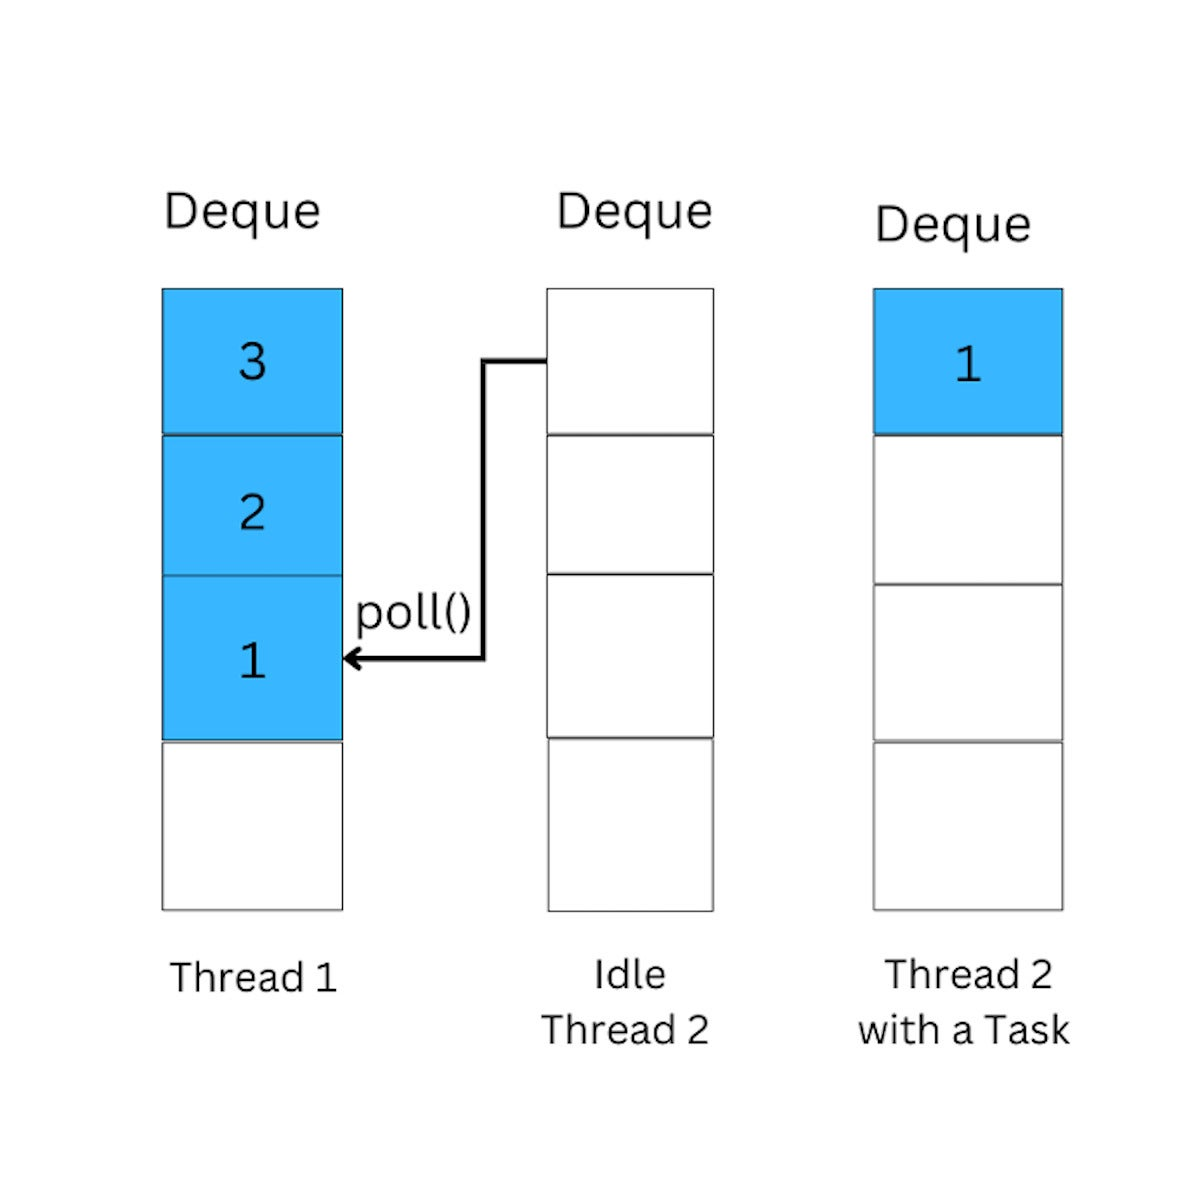 Deque
Deque
Deque
3
1
2
poll()
1
Thread 1
Idle
Thread 2
Thread 2
with a Task